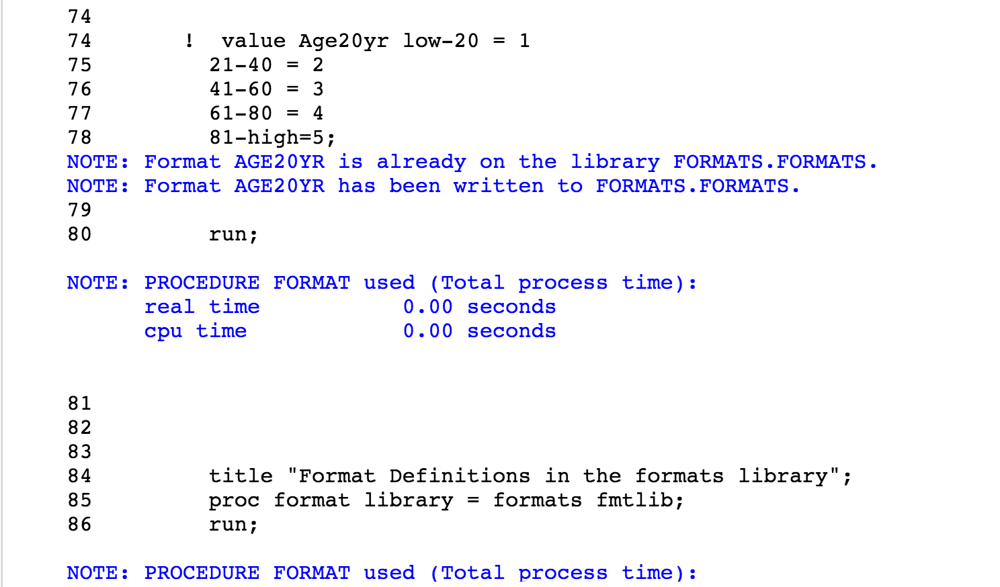 74
74 ! value Age20yr low-20 = 1
75 21-40 = 2
76 41-60 = 3
77 61-80 = 4
78 81-high=5;
NOTE: Format AGE20YR is already on the library FORMATS.FORMATS.
NOTE: Format AGE20YR has been written to FORMATS.FORMATS.
79
80 run;
NOTE: PROCEDURE FORMAT used (Total process time):
real time 0.00 seconds
cpu time 0.00 seconds
81
82
83
84 title "Format Definitions in the formats library";
85 proc format library = formats fmtlib;
86 run;
NOTE: PROCEDURE FORMAT used (Total process time):